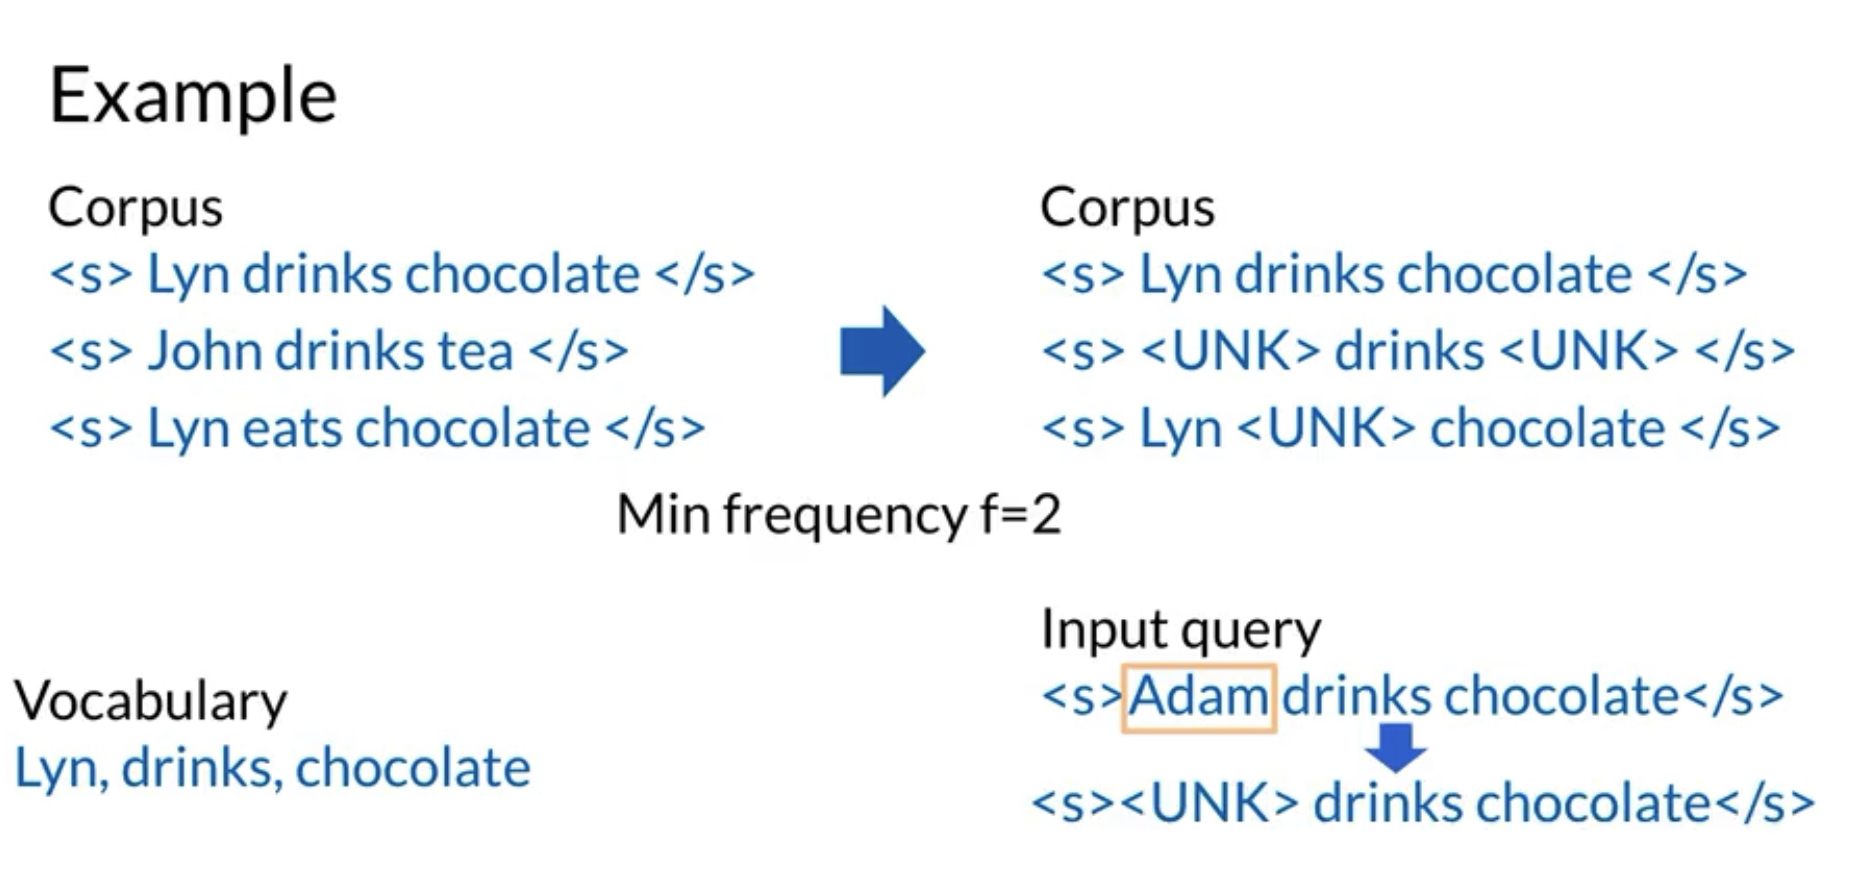 Example
Corpus
<s> Lyn drinks chocolate </s>
<s> John drinks tea </s>
<s> Lyn eats chocolate </s>
Corpus
<s> Lyn drinks chocolate </s>
<s> <UNK> drinks <UNK> </s>
<s> Lyn <UNK> chocolate </s>
Min frequency f=2
Vocabulary
Lyn, drinks, chocolate
Input query
<s>Adam drinks chocolate</s>
<s><UNK> drinks chocolate</s>